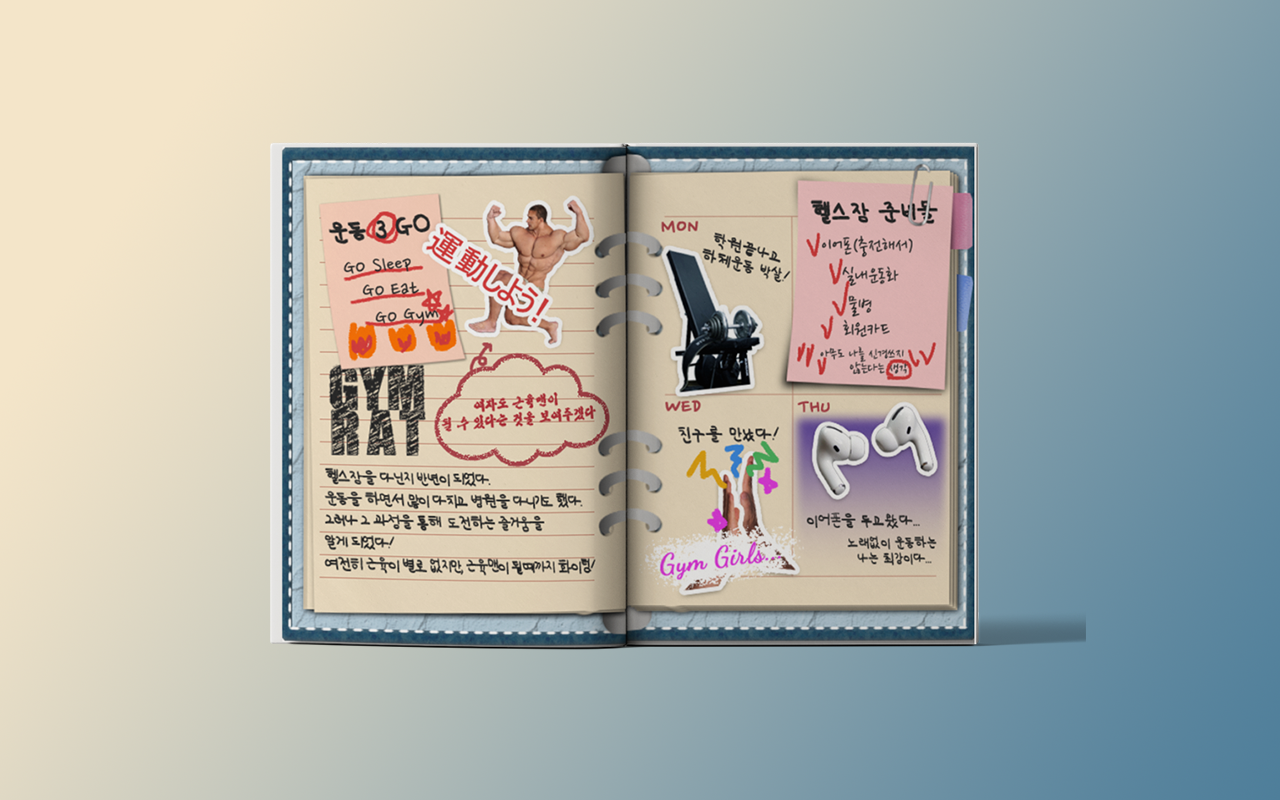 운동 3 GO
GO Sleep
GO Eat
GO Gym
運動しよう!
GYM
RAT
여자도 근육맨이
될 수 있다는 것을 보여주겠다
헬스장을 다닌지 반년이 되었다.
운동을 하면서 많이 다치고 병원을 다니기도 했다.
그러나 그 과정을 통해 도전하는 즐거움을
알게 되었다!
여전히 근육이 별로 없지만, 근육맨이 될때까지 화이팅!
MON
학원끝나고
하체운동 박살!
헬스장 준비물
이어폰(충전해서)
실내운동화
물병
회원카드
아무도 나를 신경쓰지
않는다는 생각
WED
친구를 만났다!
Gym Girls...
THU
이어폰을 두고왔다...
노래없이 운동하는
나는 최강이다...